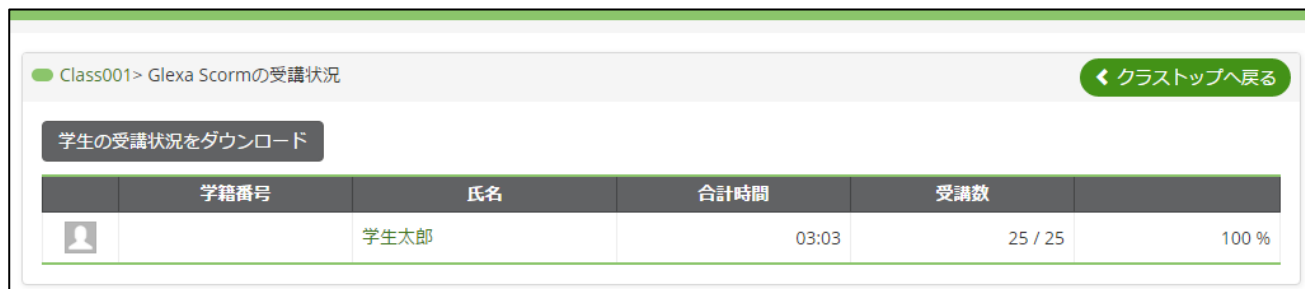 Class001> Glexa Scormの受講状況
クラストップへ戻る
学生の受講状況をダウンロード
学籍番号 氏名 合計時間 受講数
学生太郎 03:03 25 / 25 100 %